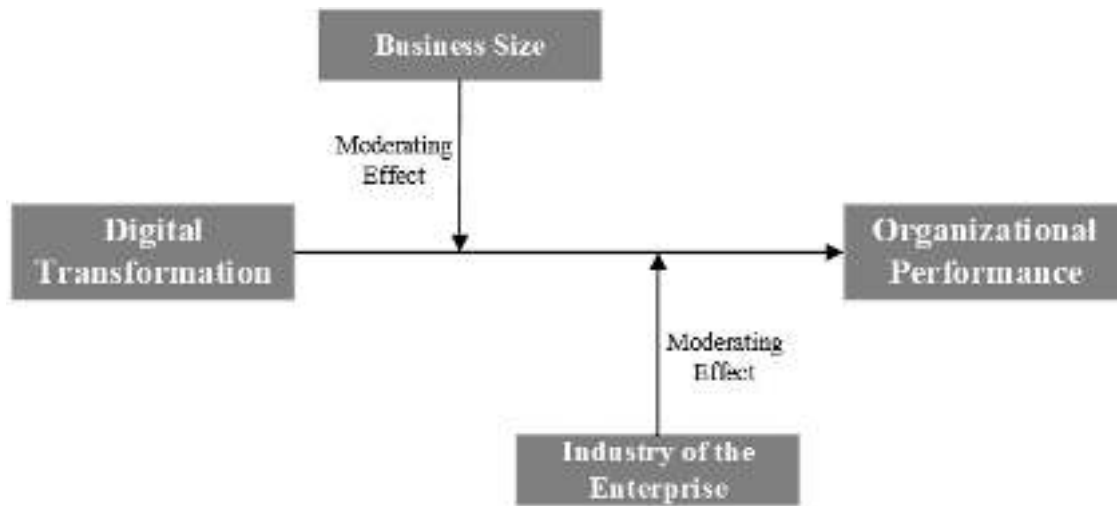 Business Size
Moderating
Effect
Digital
Transformation
Organizational
Performance
Moderating
Effect
Industry of the
Enterprise